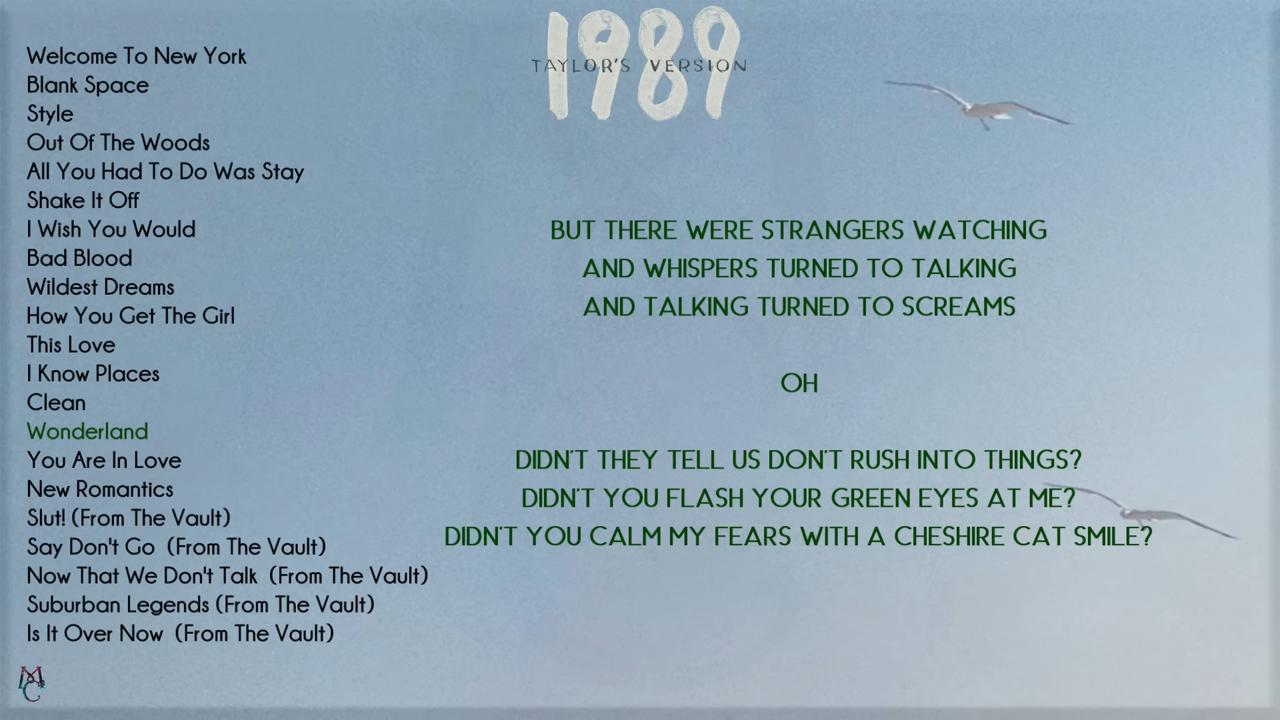 1989
TAYLOR'S VERSION
Welcome To New York
Blank Space
Style
Out Of The Woods
All You Had To Do Was Stay
Shake It Off
I Wish You Would
Bad Blood
Wildest Dreams
How You Get The Girl
This Love
I Know Places
Clean
Wonderland
You Are In Love
New Romantics
Slut! (From The Vault)
Say Don't Go (From The Vault)
Now That We Don't Talk (From The Vault)
Suburban Legends (From The Vault)
Is It Over Now (From The Vault)
BUT THERE WERE STRANGERS WATCHING
AND WHISPERS TURNED TO TALKING
AND TALKING TURNED TO SCREAMS
OH
DIDN'T THEY TELL US DON'T RUSH INTO THINGS?
DIDN'T YOU FLASH YOUR GREEN EYES AT ME?
DIDN'T YOU CALM MY FEARS WITH A CHESHIRE CAT SMILE?